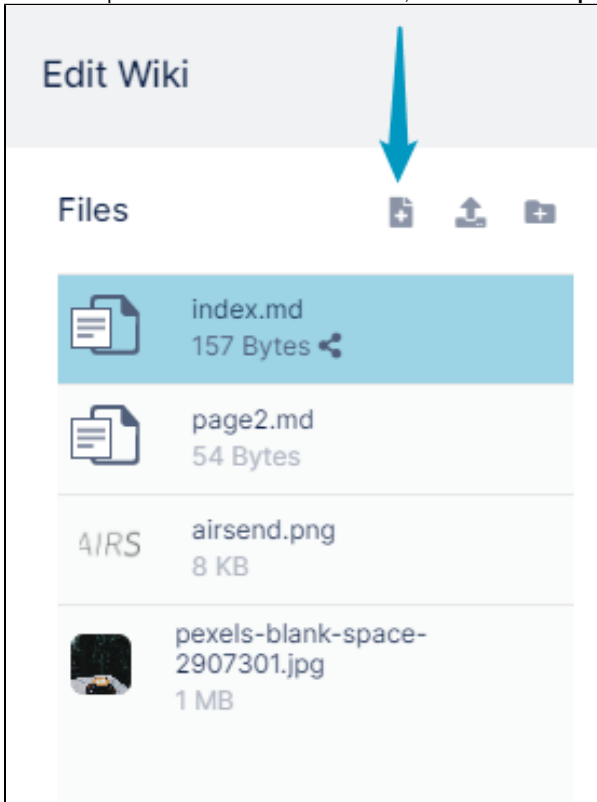 Edit Wiki
Files
index.md
157 Bytes
page2.md
54 Bytes
AIRS
airsend.png
8 KB
pexels-blank-space-
2907301.jpg
1 MB